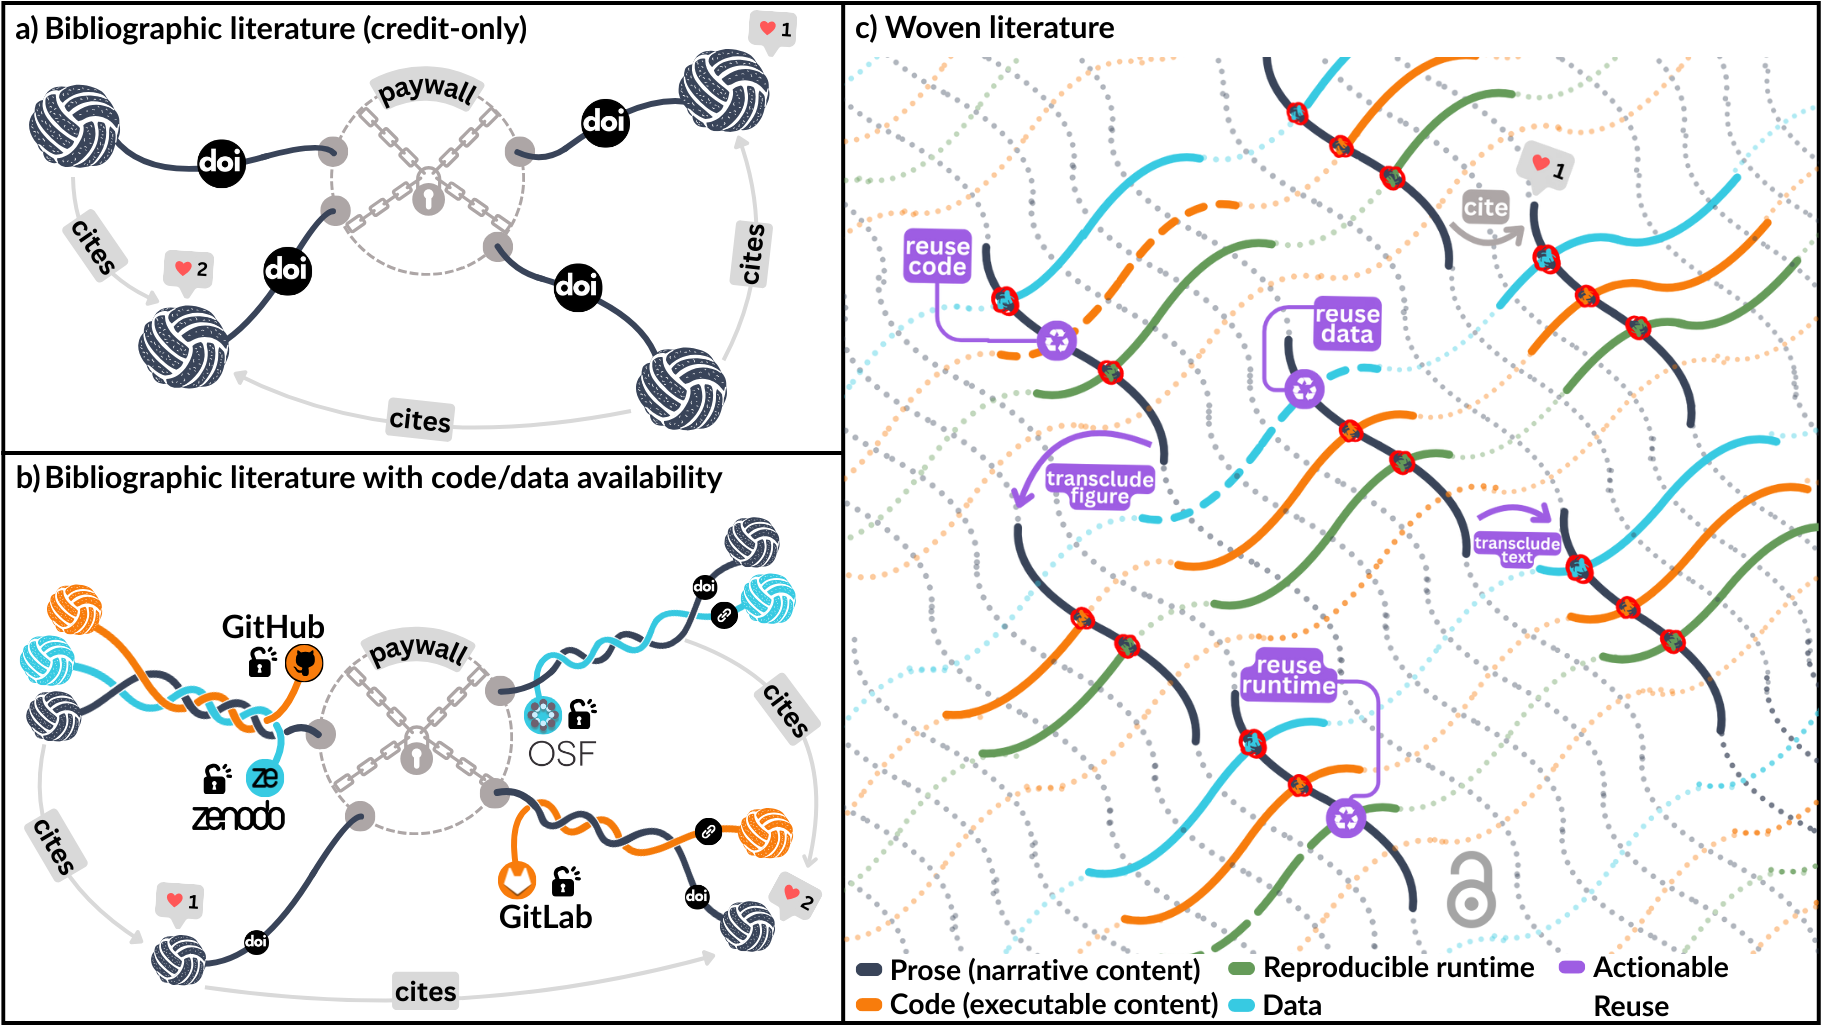 a) Bibliographic literature (credit-only)
paywall
doi
doi
doi
doi
cites
cites
cites
2
1
b) Bibliographic literature with code/data availability
GitHub
paywall
ze
zenodo
OSF
GitLab
doi
doi
doi
cites
cites
cites
1
2
c) Woven literature
cite
1
reuse
code
reuse
data
transclude
figure
transclude
text
reuse
runtime
Prose (narrative content)
Code (executable content)
Reproducible runtime
Data
Actionable
Reuse